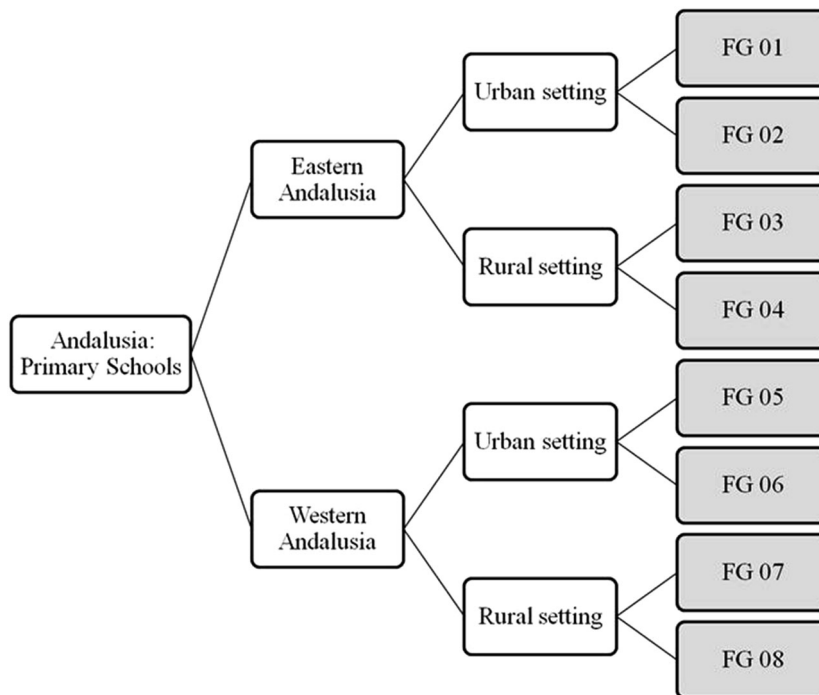 Andalusia:
Primary Schools
Eastern
Andalusia
Urban setting
FG 01
FG 02
Rural setting
FG 03
FG 04
Western
Andalusia
Urban setting
FG 05
FG 06
Rural setting
FG 07
FG 08